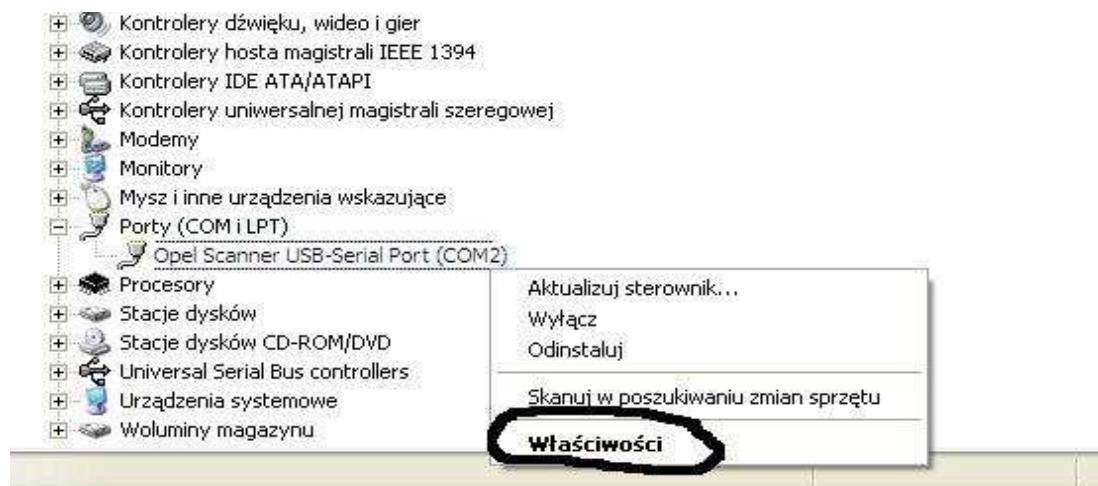 Kontrolery dźwięku, wideo i gier
Kontrolery hosta magistrali IEEE 1394
Kontrolery IDE ATA/ATAPI
Kontrolery uniwersalnej magistrali szeregowej
Modemy
Monitory
Mysz i inne urządzenia wskazujące
Porty (COM i LPT)
Opel Scanner USB-Serial Port (COM2)
Procesory
Stacje dysków
Stacje dysków CD-ROM/DVD
Universal Serial Bus controllers
Urządzenia systemowe
Woluminy magazynu
Aktualizuj sterownik...
Wyłącz
Odinstaluj
Skanuj w poszukiwaniu zmian sprzętu
Właściwości